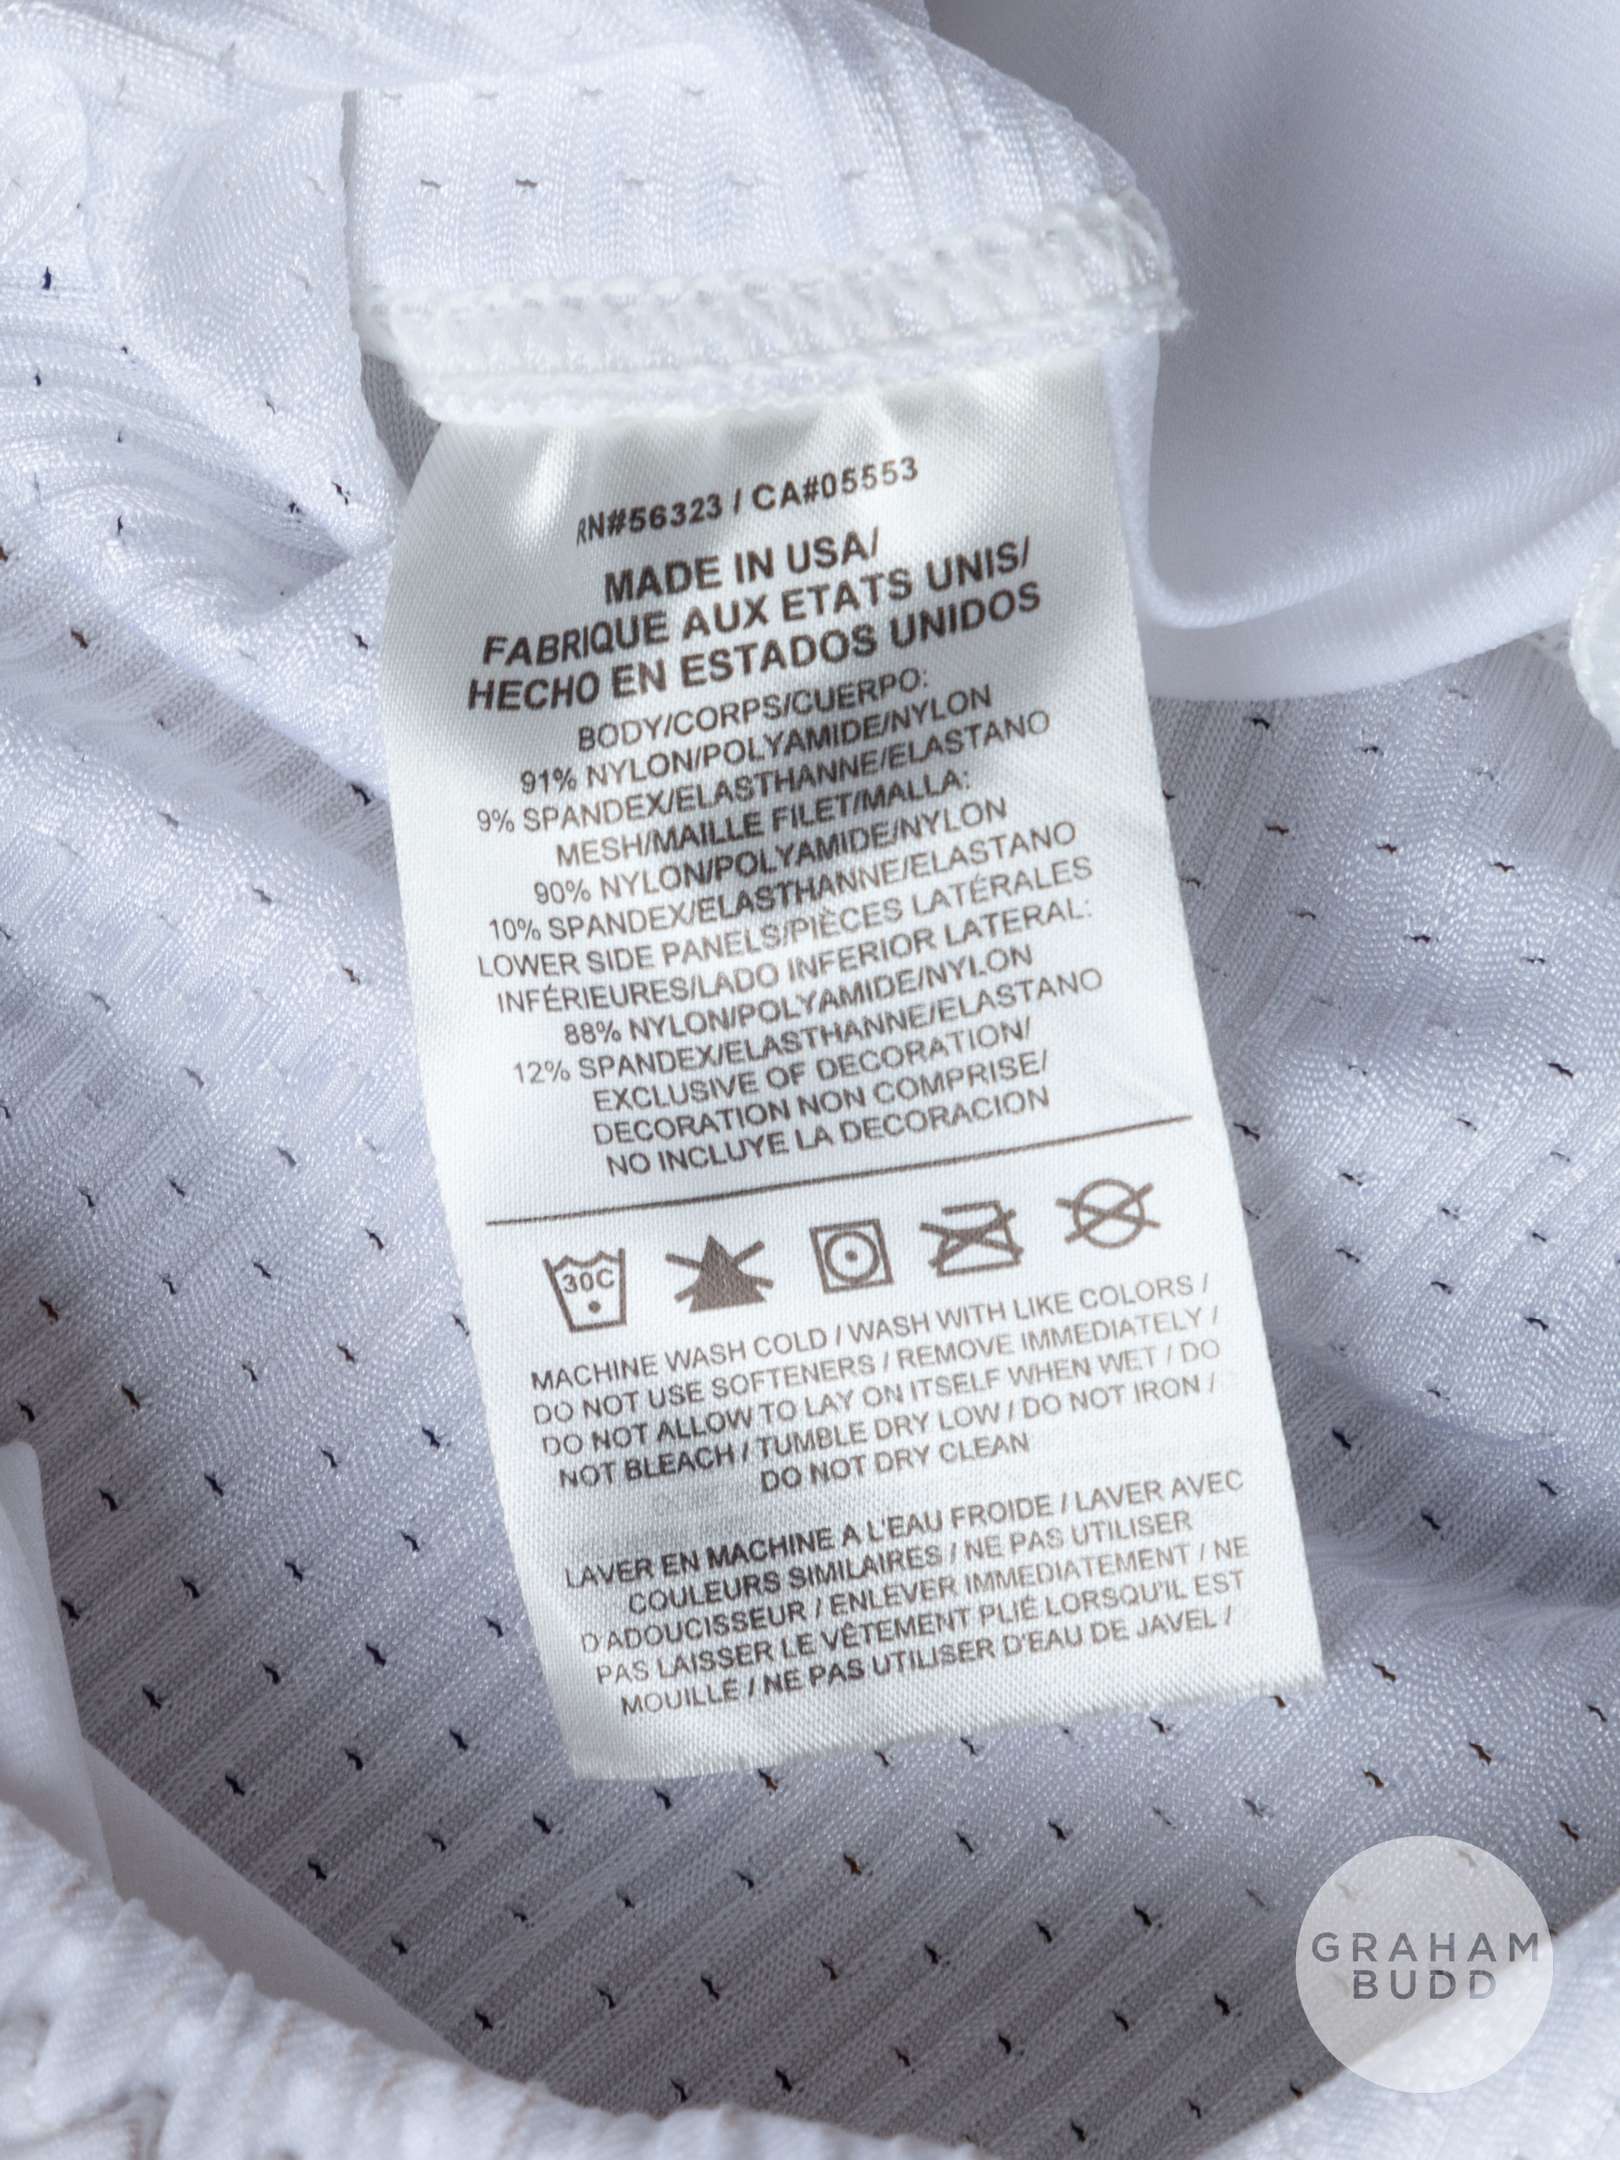 RN#56323 / CA#05553
MADE IN USA/
FABRIQUE AUX ETATS UNIS/
HECHO EN ESTADOS UNIDOS
BODY/CORPS/CUERPO:
91% NYLON/POLYAMIDE/NYLON
9% SPANDEX/ELASTHANNE/ELASTANO
MESH/MAILLE FILET/MALLA:
90% NYLON/POLYAMIDE/NYLON
10% SPANDEX/ELASTHANNE/ELASTANO
LOWER SIDE PANELS/PIÈCES LATÉRALES
INFÉRIEURES/LADO INFERIOR LATERAL:
88% NYLON/POLYAMIDE/NYLON
12% SPANDEX/ELASTHANNE/ELASTANO
EXCLUSIVE OF DECORATION/
DECORATION NON COMPRISE/
NO INCLUYE LA DECORACION
30C
MACHINE WASH COLD / WASH WITH LIKE COLORS /
DO NOT USE SOFTENERS / REMOVE IMMEDIATELY /
DO NOT ALLOW TO LAY ON ITSELF WHEN WET / DO
NOT BLEACH / TUMBLE DRY LOW / DO NOT IRON /
DO NOT DRY CLEAN
LAVER EN MACHINE A L'EAU FROIDE / LAVER AVEC
COULEURS SIMILAIRES / NE PAS UTILISER
D'ADOUCISSEUR / ENLEVER IMMEDIATEMENT / NE
PAS LAISSER LE VÊTEMENT PLIÉ LORSQU'IL EST
MOUILLÉ / NE PAS UTILISER D'EAU DE JAVEL /
GRAHAM
BUDD